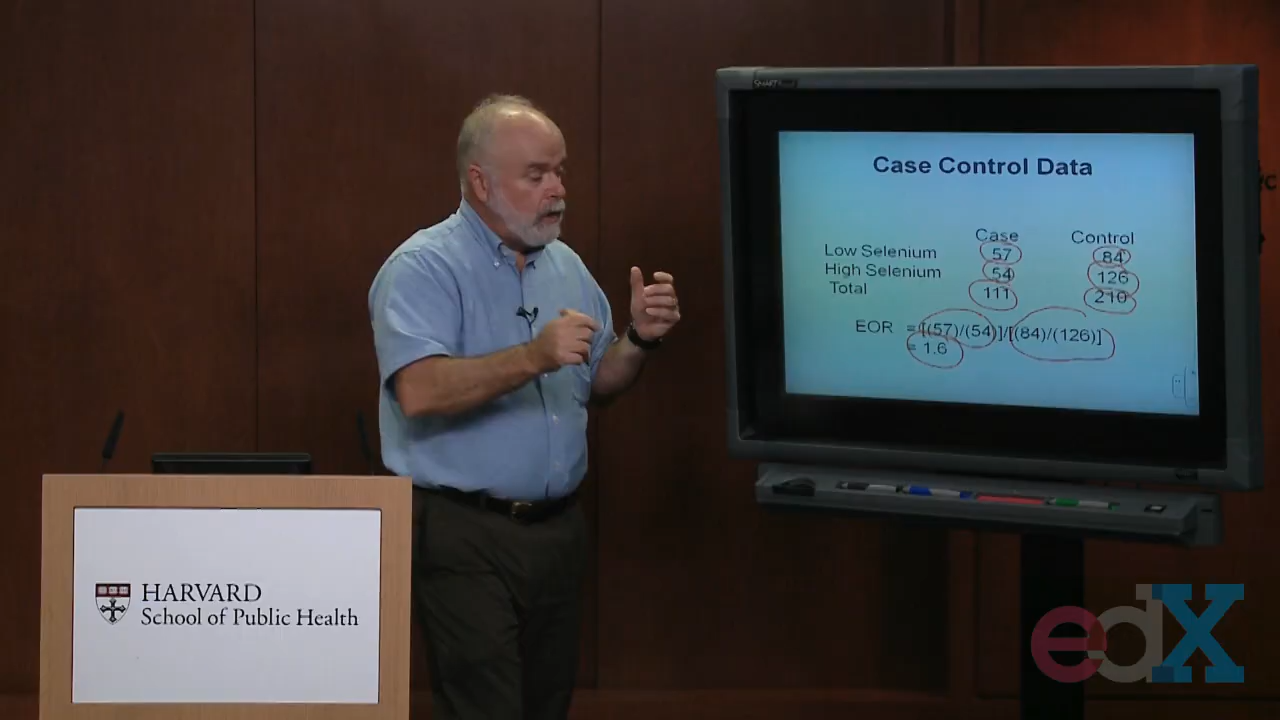 Case Control Data
Case Control
Low Selenium 57 84
High Selenium 54 126
Total 111 210
EOR = [(57)/(54)]/[(84)/(126)]
= 1.6
HARVARD
School of Public Health
edX